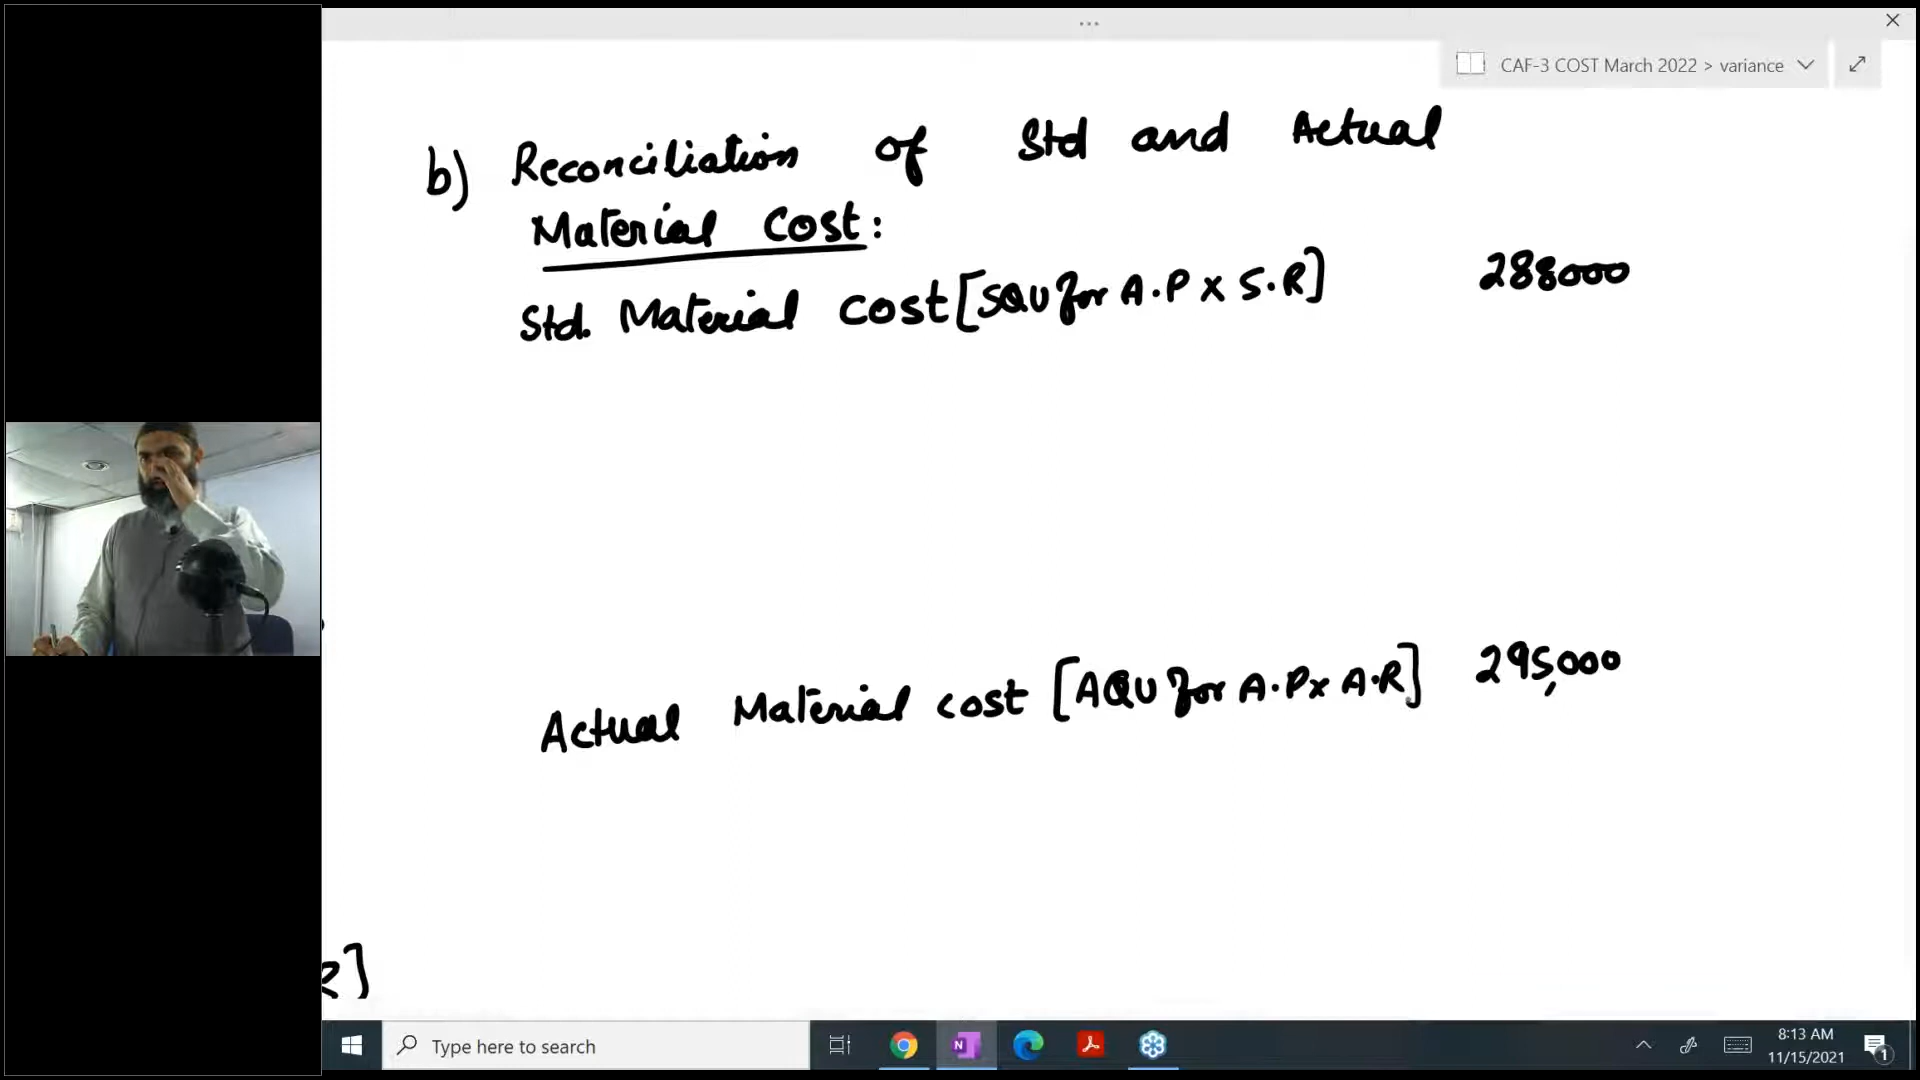 CAF-3 COST March 2022 > variance
b) Reconciliation of Std and Actual
Material Cost:
Std. Material Cost [SQU for A.P x S.R] 288000
Actual Material cost [AQU for A.P x A.R] 295,000
R]
Type here to search
8:13 AM
11/15/2021
1